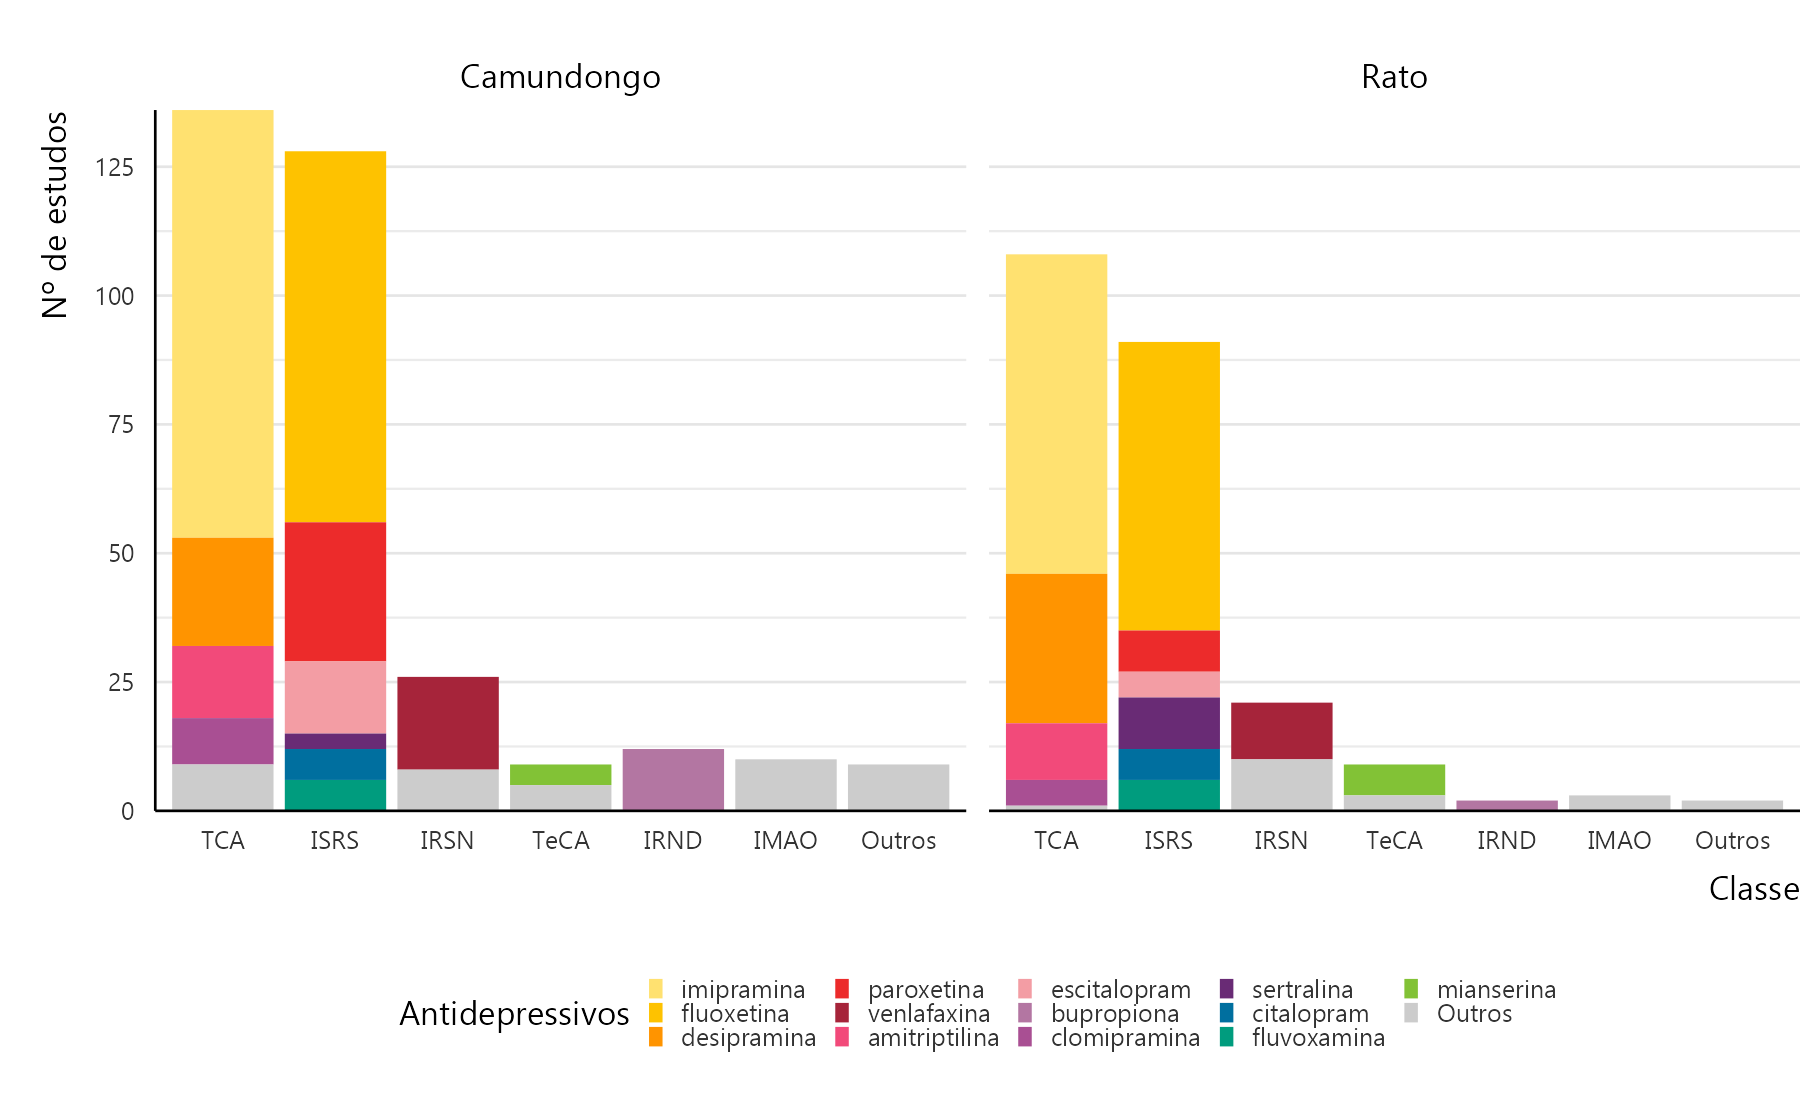 Camundongo
Rato
Nº de estudos
125
100
75
50
25
0
TCA ISRS IRSN TeCA IRND IMAO Outros
TCA ISRS IRSN TeCA IRND IMAO Outros
Classe
Antidepressivos
imipramina paroxetina escitalopram sertralina mianserina
fluoxetina venlafaxina bupropiona citalopram Outros
desipramina amitriptilina clomipramina fluvoxamina